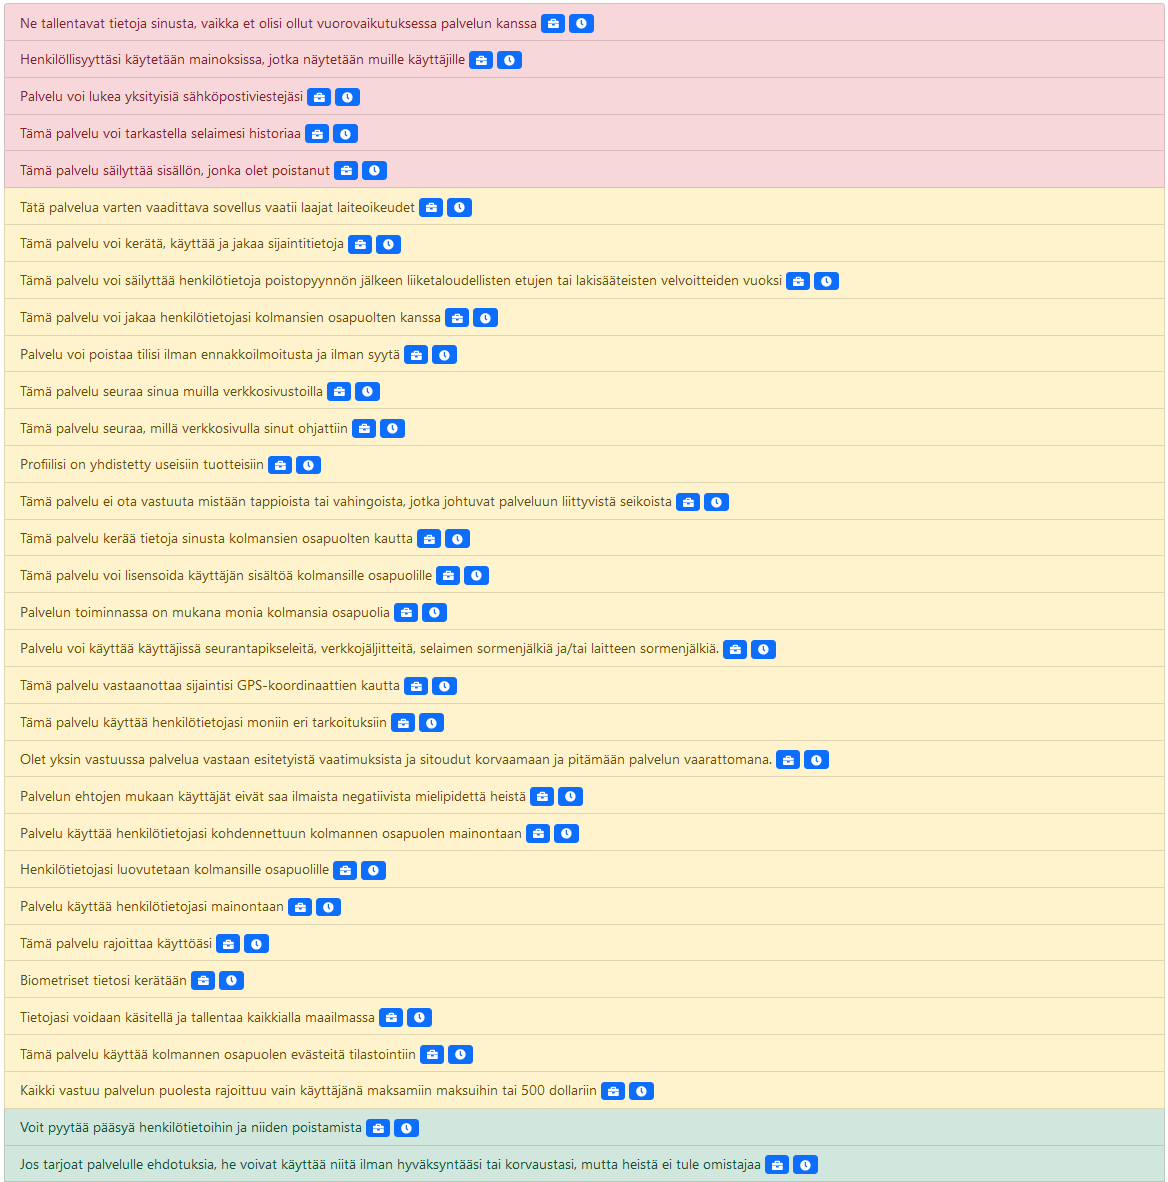 Ne tallentavat tietoja sinusta, vaikka et olisi ollut vuorovaikutuksessa palvelun kanssa
Henkilöllisyyttäsi käytetään mainoksissa, jotka näytetään muille käyttäjille
Palvelu voi lukea yksityisiä sähköpostiviestejäsi
Tämä palvelu voi tarkastella selaimesi historiaa
Tämä palvelu säilyttää sisällön, jonka olet poistanut
Tätä palvelua varten vaadittava sovellus vaatii laajat laiteoikeudet
Tämä palvelu voi kerätä, käyttää ja jakaa sijaintitietoja
Tämä palvelu voi säilyttää henkilötietoja poistopyynnön jälkeen liiketaloudellisten etujen tai lakisääteisten velvoitteiden vuoksi
Tämä palvelu voi jakaa henkilötietojasi kolmansien osapuolten kanssa
Palvelu voi poistaa tilisi ilman ennakkoilmoitusta ja ilman syytä
Tämä palvelu seuraa sinua muilla verkkosivustoilla
Tämä palvelu seuraa, millä verkkosivulla sinut ohjattiin
Profiilisi on yhdistetty useisiin tuotteisiin
Tämä palvelu ei ota vastuuta mistään tappioista tai vahingoista, jotka johtuvat palveluun liittyvistä seikoista
Tämä palvelu kerää tietoja sinusta kolmansien osapuolten kautta
Tämä palvelu voi lisensoida käyttäjän sisältöä kolmansille osapuolille
Palvelun toiminnassa on mukana monia kolmansia osapuolia
Palvelu voi käyttää käyttäjissä seurantapikseleitä, verkkojäljitteitä, selaimen sormenjälkiä ja/tai laitteen sormenjälkiä.
Tämä palvelu vastaanottaa sijaintisi GPS-koordinaattien kautta
Tämä palvelu käyttää henkilötietojasi moniin eri tarkoituksiin
Olet yksin vastuussa palvelua vastaan esitetyistä vaatimuksista ja sitoudut korvaamaan ja pitämään palvelun vaarattomana.
Palvelun ehtojen mukaan käyttäjät eivät saa ilmaista negatiivista mielipidettä heistä
Palvelu käyttää henkilötietojasi kohdennettuun kolmannen osapuolen mainontaan
Henkilötietojasi luovutetaan kolmansille osapuolille
Palvelu käyttää henkilötietojasi mainontaan
Tämä palvelu rajoittaa käyttöäsi
Biometriset tietosi kerätään
Tietojasi voidaan käsitellä ja tallentaa kaikkialla maailmassa
Tämä palvelu käyttää kolmannen osapuolen evästeitä tilastointiin
Kaikki vastuu palvelun puolesta rajoittuu vain käyttäjänä maksamiin maksuihin tai 500 dollariin
Voit pyytää pääsyä henkilötietoihin ja niiden poistamista
Jos tarjoat palvelulle ehdotuksia, he voivat käyttää niitä ilman hyväksyntääsi tai korvaustasi, mutta heistä ei tule omistajaa